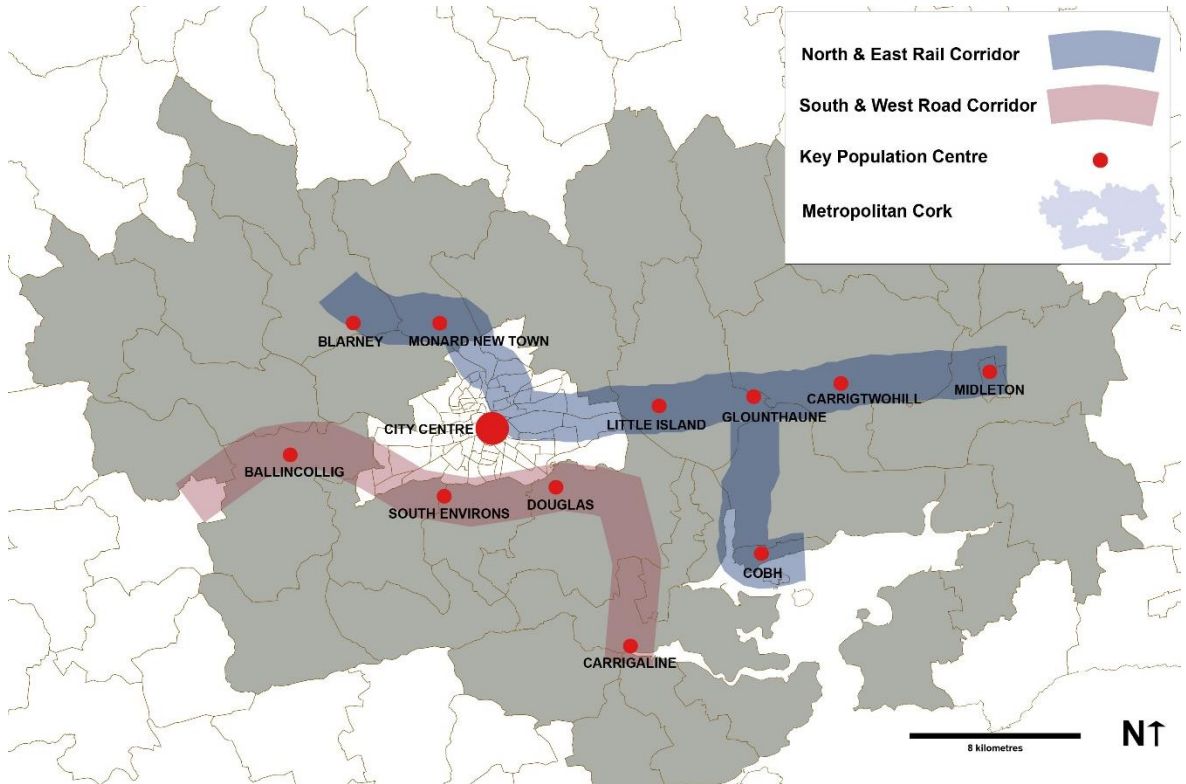 North & East Rail Corridor
South & West Road Corridor
Key Population Centre
Metropolitan Cork
BLARNEY
MONARD NEW TOWN
CITY CENTRE
LITTLE ISLAND
GLOUNTHAUNE
CARRIGTWOHILL
MIDLETON
BALLINCOLLIG
SOUTH ENVIRONS
DOUGLAS
COBH
CARRIGALINE
8 kilometres
N↑